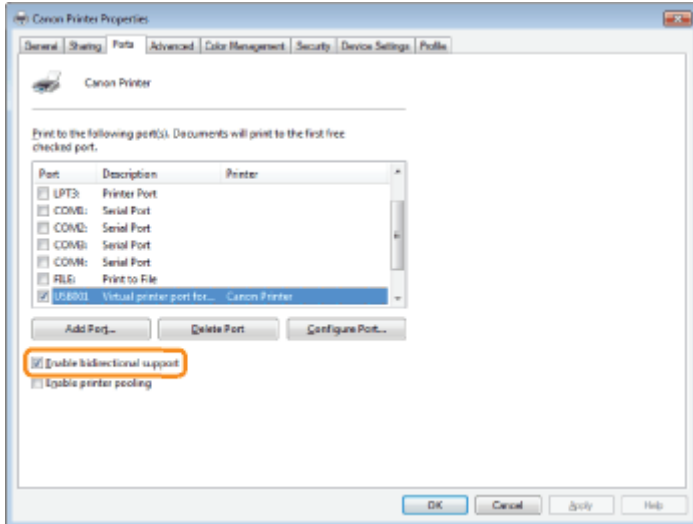 Canon Printer Properties
General Sharing Ports Advanced Color Management Security Device Settings Profile
Canon Printer
Print to the following port(s). Documents will print to the first free
checked port.
Port Description Printer
LPT3: Printer Port
COM1: Serial Port
COM2: Serial Port
COM3: Serial Port
COM4: Serial Port
FILE: Print to File
USB001 Virtual printer port for... Canon Printer
Add Port... Delete Port Configure Port...
Enable bidirectional support
Enable printer pooling
OK Cancel Apply Help